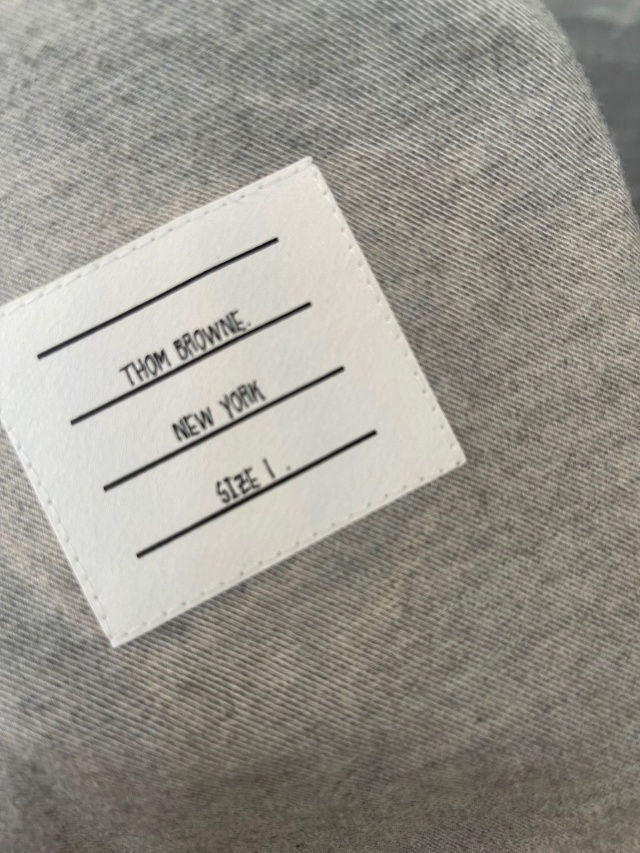 THOM BROWNE.
NEW YORK
SIZE 1.